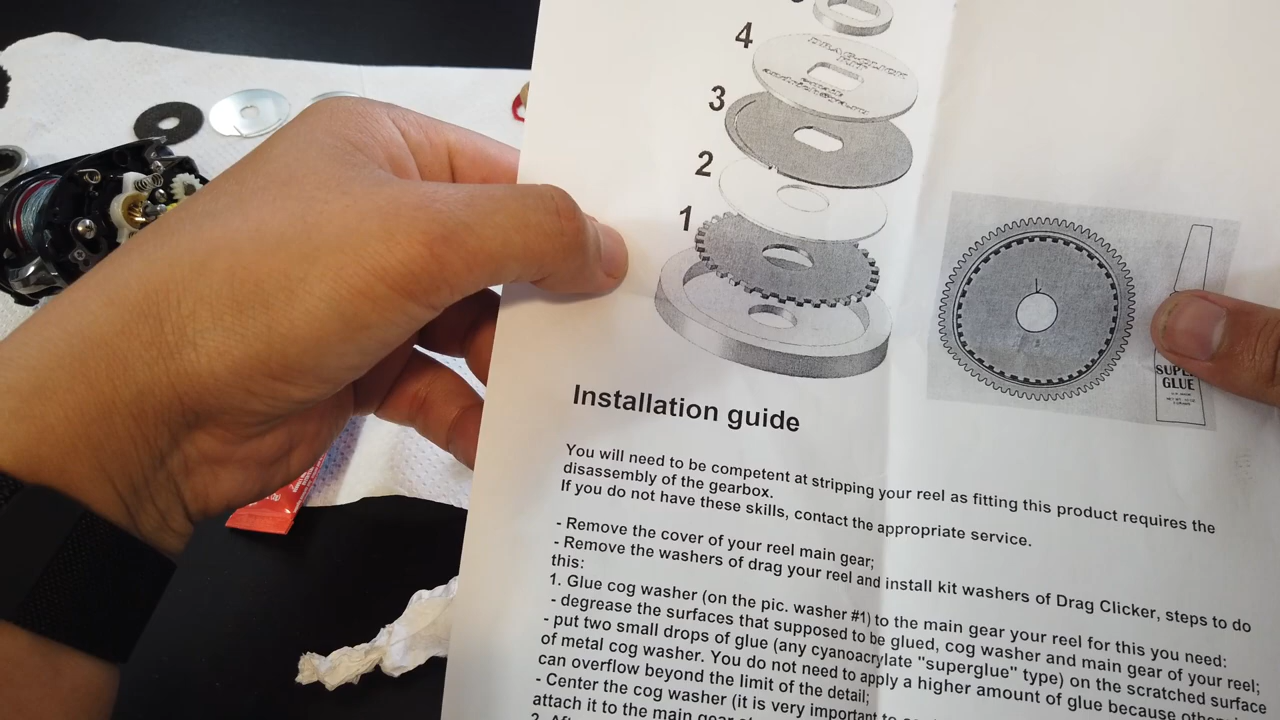 4
3
2
1
SUPER
GLUE
Installation guide
You will need to be competent at stripping your reel as fitting this product requires the
disassembly of the gearbox.
If you do not have these skills, contact the appropriate service.
- Remove the cover of your reel main gear;
- Remove the washers of drag your reel and install kit washers of Drag Clicker, steps to do
this:
1. Glue cog washer (on the pic. washer #1) to the main gear your reel for this you need:
- degrease the surfaces that supposed to be glued, cog washer and main gear of your reel;
- put two small drops of glue (any cyanoacrylate "superglue" type) on the scratched surface
of metal cog washer. You do not need to apply a higher amount of glue because
can overflow beyond the limit of the detail;
- Center the cog washer (it is very important to
attach it to the main gear
2.